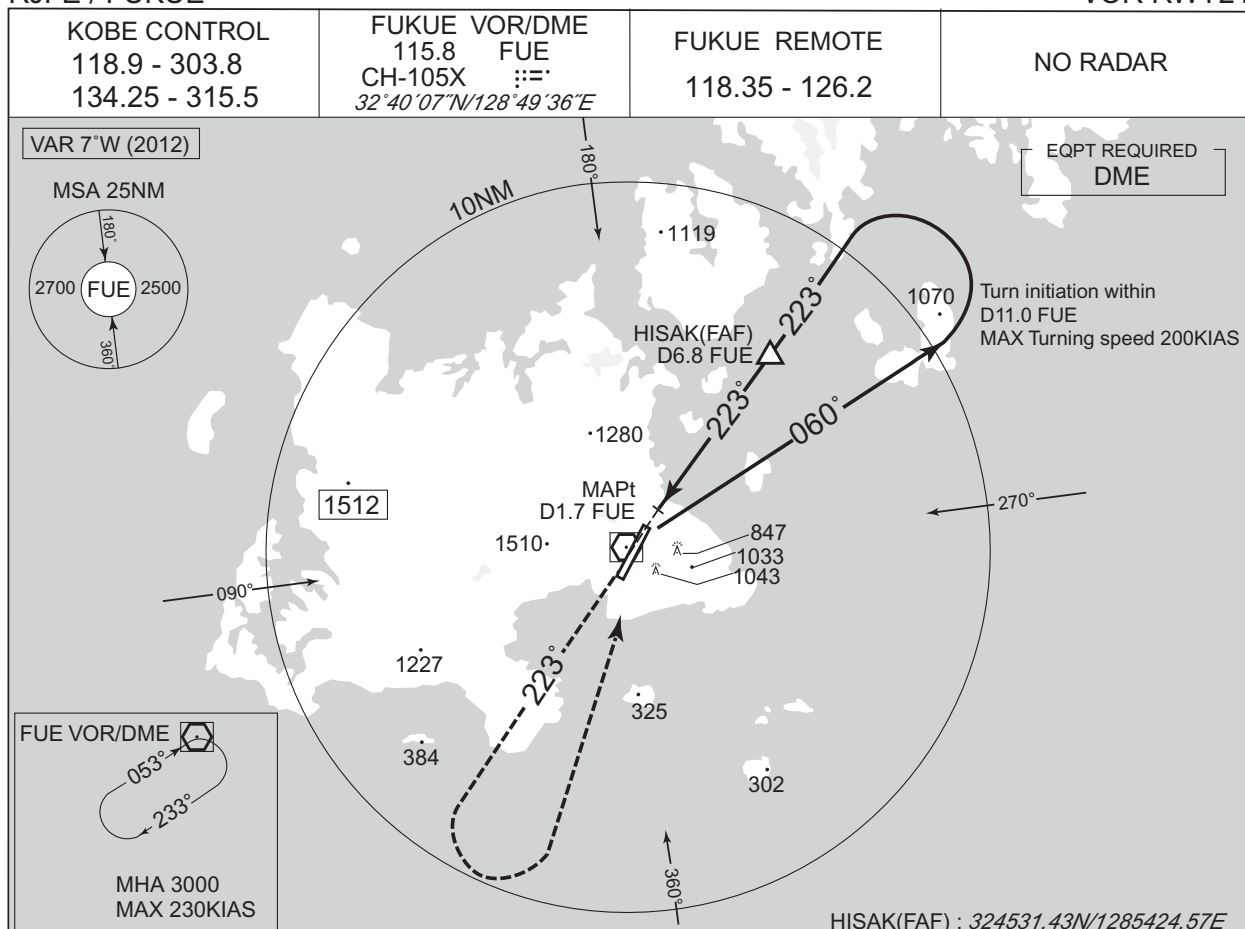 KOBE CONTROL
118.9 - 303.8
134.25 - 315.5
FUKUE VOR/DME
115.8 FUE
CH-105X
32°40´07˝N/128°49´36˝E
FUKUE REMOTE
118.35 - 126.2
NO RADAR
VAR 7°W (2012)
MSA 25NM
180°
2700 FUE 2500
360°
10NM
180°
EQPT REQUIRED
DME
1119
223°
1070
Turn initiation within
D11.0 FUE
MAX Turning speed 200KIAS
HISAK(FAF)
D6.8 FUE
223°
060°
1280
1512
MAPt
D1.7 FUE
270°
1510
847
1033
1043
090°
1227
223°
325
384
302
360°
FUE VOR/DME
053°
233°
MHA 3000
MAX 230KIAS
HISAK(FAF) : 324531.43N/1285424.57E